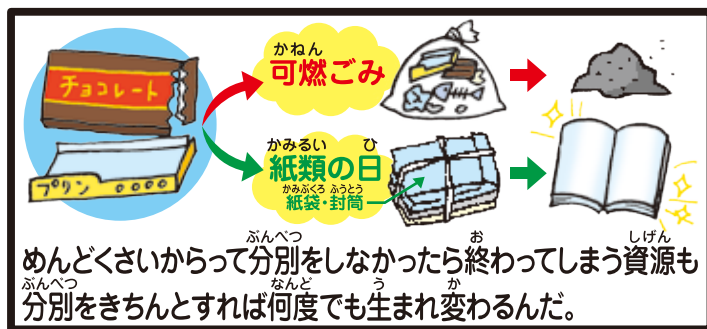 チョコレート
プリン
かねん
可燃ごみ
かみるい ひ
紙類の日
かみぶくろ ふうとう
紙袋・封筒
ぶんべつ お しげん
めんどくさいからって分別をしなかったら終わってしまう資源も
ぶんべつ なんど う か
分別をきちんとすれば何度でも生まれ変わるんだ。